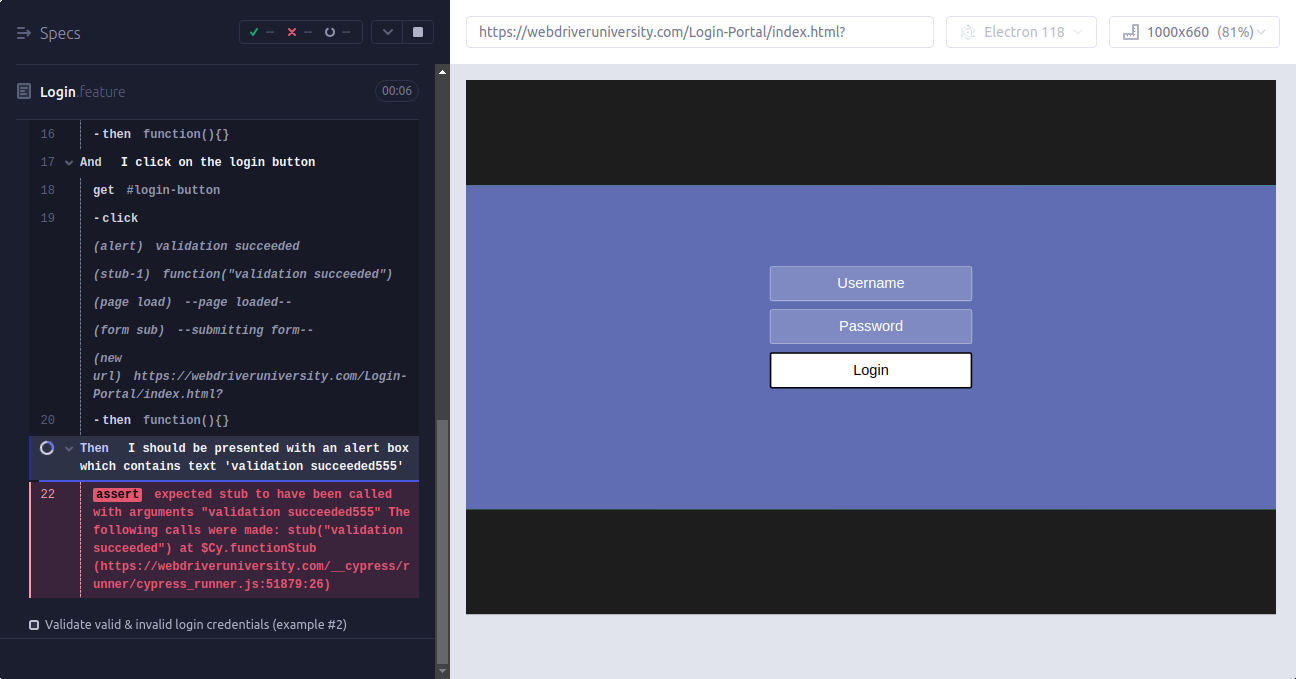 Specs
-- -- --
https://webdriveruniversity.com/Login-Portal/index.html?
Electron 118
1000x660 (81%)
Login.feature
00:06
16 -then function(){}
17 And I click on the login button
18 get #login-button
19 -click
(alert) validation succeeded
(stub-1) function("validation succeeded")
(page load) --page loaded--
(form sub) --submitting form--
(new
url) https://webdriveruniversity.com/Login-
Portal/index.html?
20 -then function(){}
Then I should be presented with an alert box
which contains text 'validation succeeded555'
22 assert expected stub to have been called
with arguments "validation succeeded555" The
following calls were made: stub("validation
succeeded") at $Cy.functionStub
(https://webdriveruniversity.com/__cypress/r
unner/cypress_runner.js:51879:26)
Validate valid & invalid login credentials (example #2)
Username
Password
Login